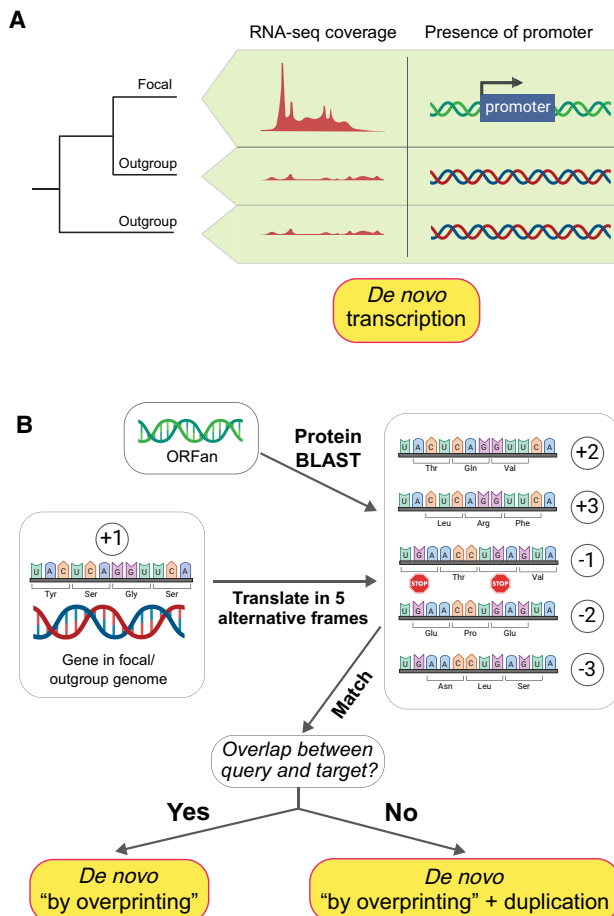 A
RNA-seq coverage
Presence of promoter
Focal
promoter
Outgroup
Outgroup
De novo
transcription
B
ORFan
Protein
BLAST
U A C U C A G G U U C A
+2
Thr Gln Val
U A C U C A G G U U C A
+3
Leu Arg Phe
+1
U A C U C A G G U U C A
Tyr Ser Gly Ser
Gene in focal/
outgroup genome
Translate in 5
alternative frames
U G A A C C U G A G U A
-1
STOP Thr STOP Val
U G A A C C U G A G U A
-2
Glu Pro Glu
U G A A C C U G A G U A
-3
Asn Leu Ser
Match
Overlap between
query and target?
Yes
No
De novo
“by overprinting”
De novo
“by overprinting” + duplication